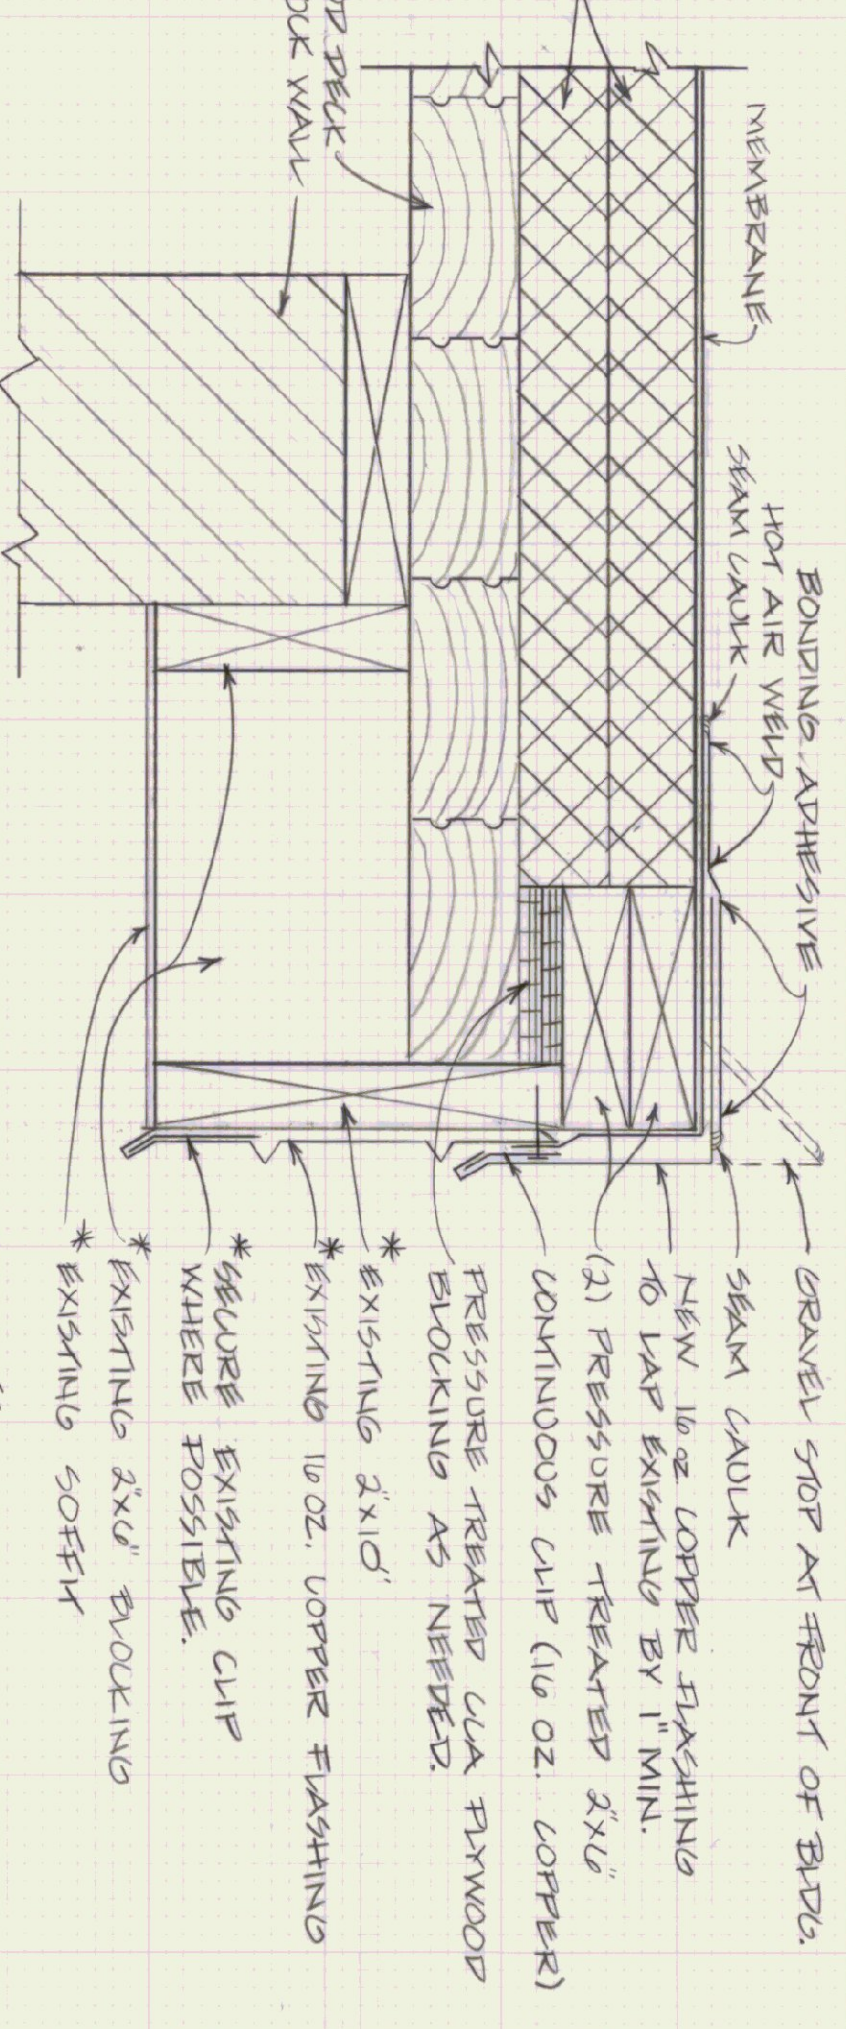 MEMBRANE
SEAM CAULK
HOT AIR WELD
BONDING ADHESIVE
DECK
WALL
GRAVEL STOP AT FRONT OF BLDG.
SEAM CAULK
NEW 16 OZ COPPER FLASHING
TO LAP EXISTING BY 1" MIN.
(2) PRESSURE TREATED 2"X6"
CONTINUOUS CLIP (16 OZ. COPPER)
PRESSURE TREATED CCA PLYWOOD
BLOCKING AS NEEDED.
* EXISTING 2"X10"
* EXISTING 16 OZ. COPPER FLASHING
* SECURE EXISTING CLIP
WHERE POSSIBLE.
* EXISTING 2"X6" BLOCKING
* EXISTING SOFFIT